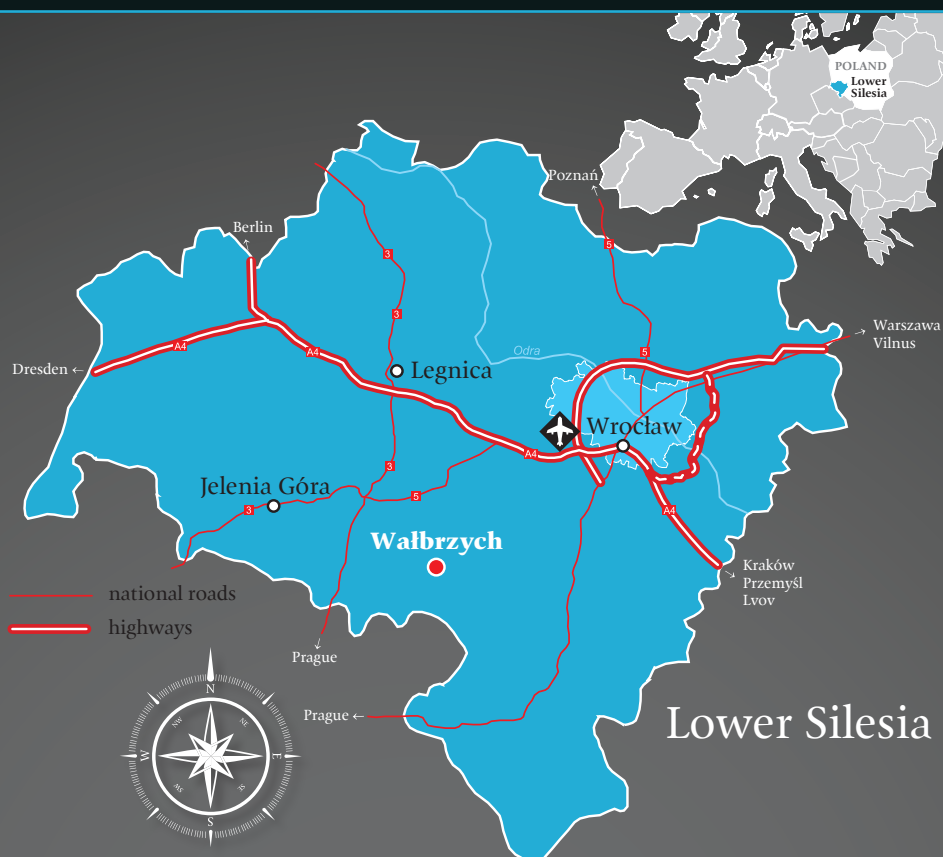 POLAND
Lower
Silesia
Poznań
Berlin
3
5
3
Warszawa
Vilnus
A4
A4
Odra
5
Dresden
Legnica
Wrocław
A4
3
Jelenia Góra
5
3
A4
Wałbrzych
Kraków
Przemyśl
Lvov
national roads
highways
Prague
Prague
Lower Silesia
N
NW
NE
W
E
SW
SE
S